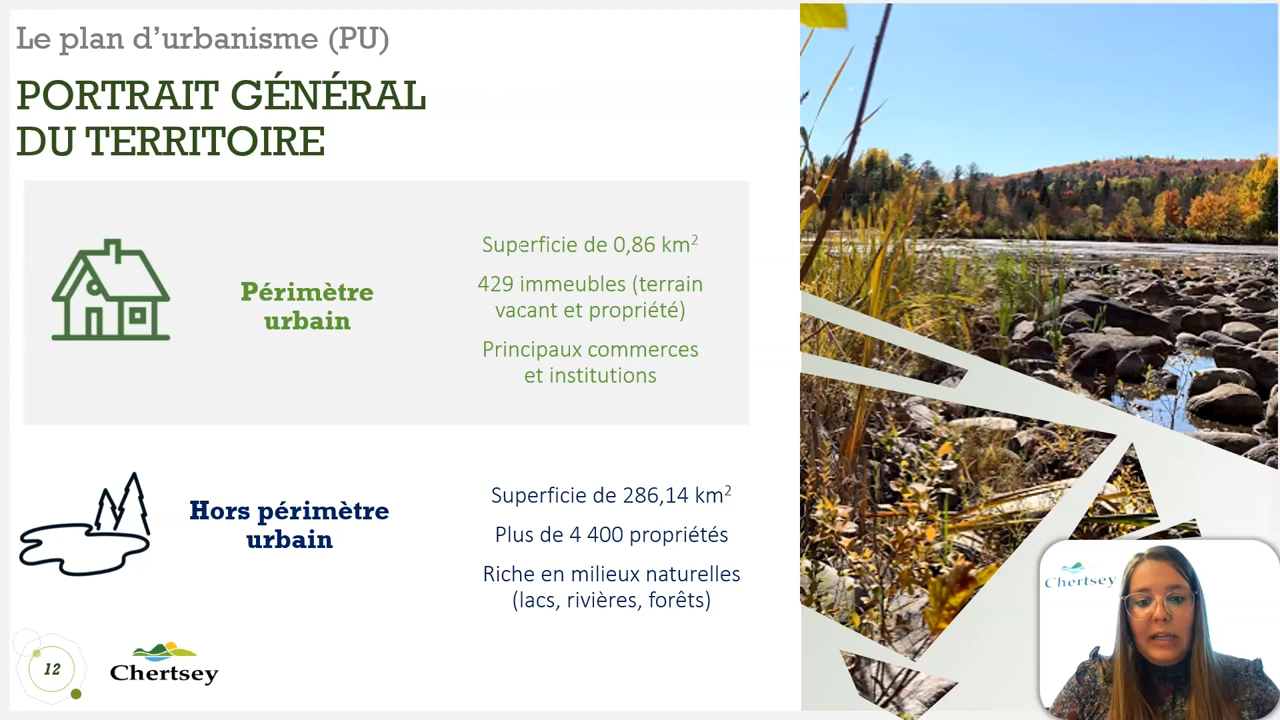 Le plan d’urbanisme (PU)
PORTRAIT GÉNÉRAL
DU TERRITOIRE
Périmètre
urbain
Superficie de 0,86 km²
429 immeubles (terrain
vacant et propriété)
Principaux commerces
et institutions
Hors périmètre
urbain
Superficie de 286,14 km²
Plus de 4 400 propriétés
Riche en milieux naturelles
(lacs, rivières, forêts)
12
Chertsey
Chertsey